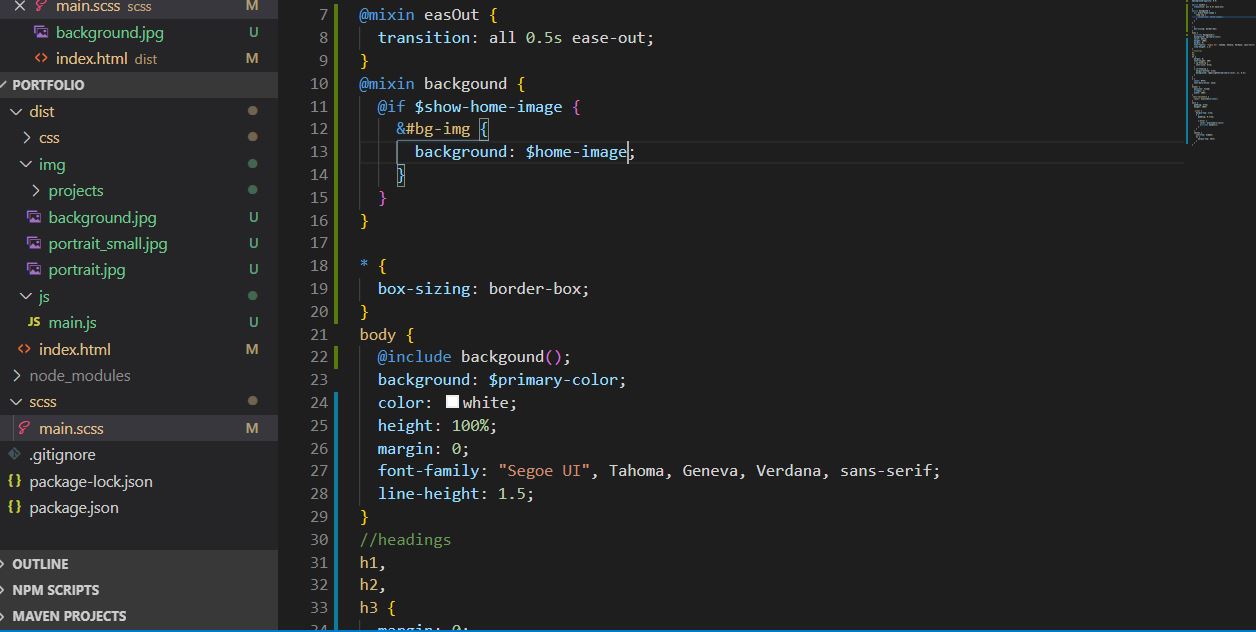 main.scss scss M
background.jpg U
index.html dist M
PORTFOLIO
dist
css
img
projects
background.jpg U
portrait_small.jpg U
portrait.jpg U
js
JS main.js U
index.html M
node_modules
scss
main.scss M
.gitignore
{} package-lock.json
{} package.json
OUTLINE
NPM SCRIPTS
MAVEN PROJECTS
7 @mixin easOut {
8 transition: all 0.5s ease-out;
9 }
10 @mixin backgound {
11 @if $show-home-image {
12 &#bg-img {
13 background: $home-image;
14 }
15 }
16 }
17
18 * {
19 box-sizing: border-box;
20 }
21 body {
22 @include backgound();
23 background: $primary-color;
24 color: white;
25 height: 100%;
26 margin: 0;
27 font-family: "Segoe UI", Tahoma, Geneva, Verdana, sans-serif;
28 line-height: 1.5;
29 }
30 //headings
31 h1,
32 h2,
33 h3 {
34 margin: 0;